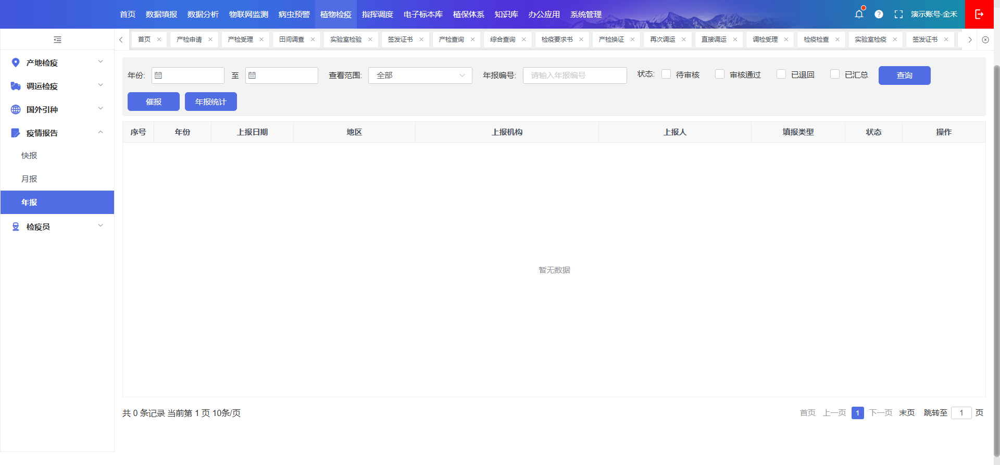 首页 数据填报 数据分析 物联网监测 病虫预警 植物检疫 指挥调度 电子标本库 植保体系 知识库 办公应用 系统管理 演示账号-金禾
首页 产检申请 产检受理 田间调查 实验室检验 签发证书 产检查询 综合查询 检疫要求书 产检换证 再次调运 直接调运 调检受理 检疫检查 实验室检疫 签发证书
产地检疫
调运检疫
国外引种
疫情报告
快报
月报
年报
检疫员
年份: 至 查看范围: 全部 年报编号: 请输入年报编号 状态: 待审核 审核通过 已退回 已汇总 查询
催报 年报统计
序号 年份 上报日期 地区 上报机构 上报人 填报类型 状态 操作
暂无数据
共 0 条记录 当前第 1 页 10条/页 首页 上一页 1 下一页 末页 跳转至 1 页